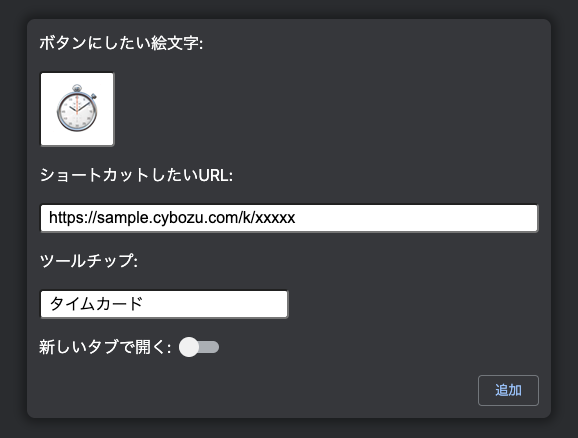 ボタンにしたい絵文字:
ショートカットしたいURL:
https://sample.cybozu.com/k/xxxxx
ツールチップ:
タイムカード
新しいタブで開く:
追加